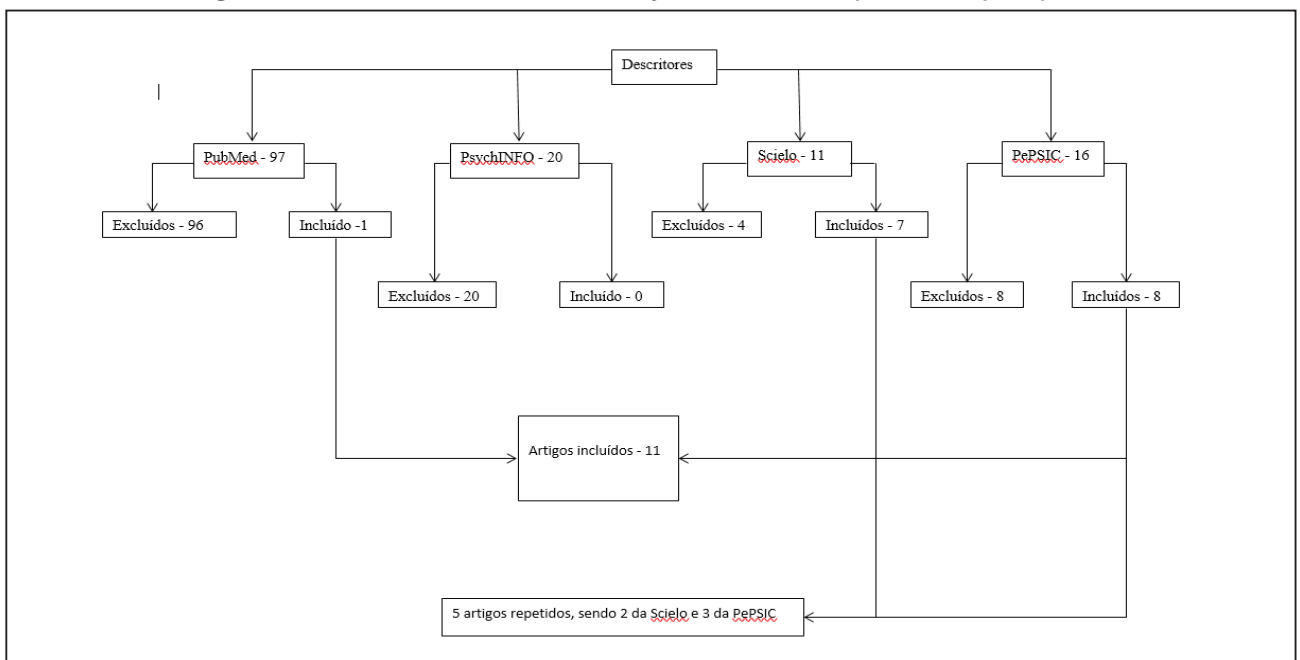 Descritores
PubMed - 97
PsychINFO - 20
Scielo - 11
PePSIC - 16
Excluídos - 96
Incluído -1
Excluídos - 4
Incluídos - 7
Excluídos - 20
Incluído - 0
Excluídos - 8
Incluídos - 8
Artigos incluídos - 11
5 artigos repetidos, sendo 2 da Scielo e 3 da PePSIC